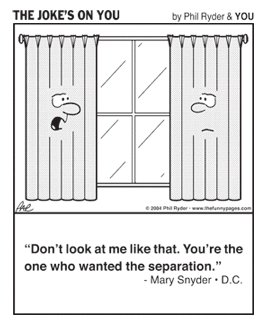 THE JOKE'S ON YOU by Phil Ryder & YOU
© 2004 Phil Ryder - www.thefunnypages.com
"Don't look at me like that. You're the
one who wanted the separation."
- Mary Snyder • D.C.